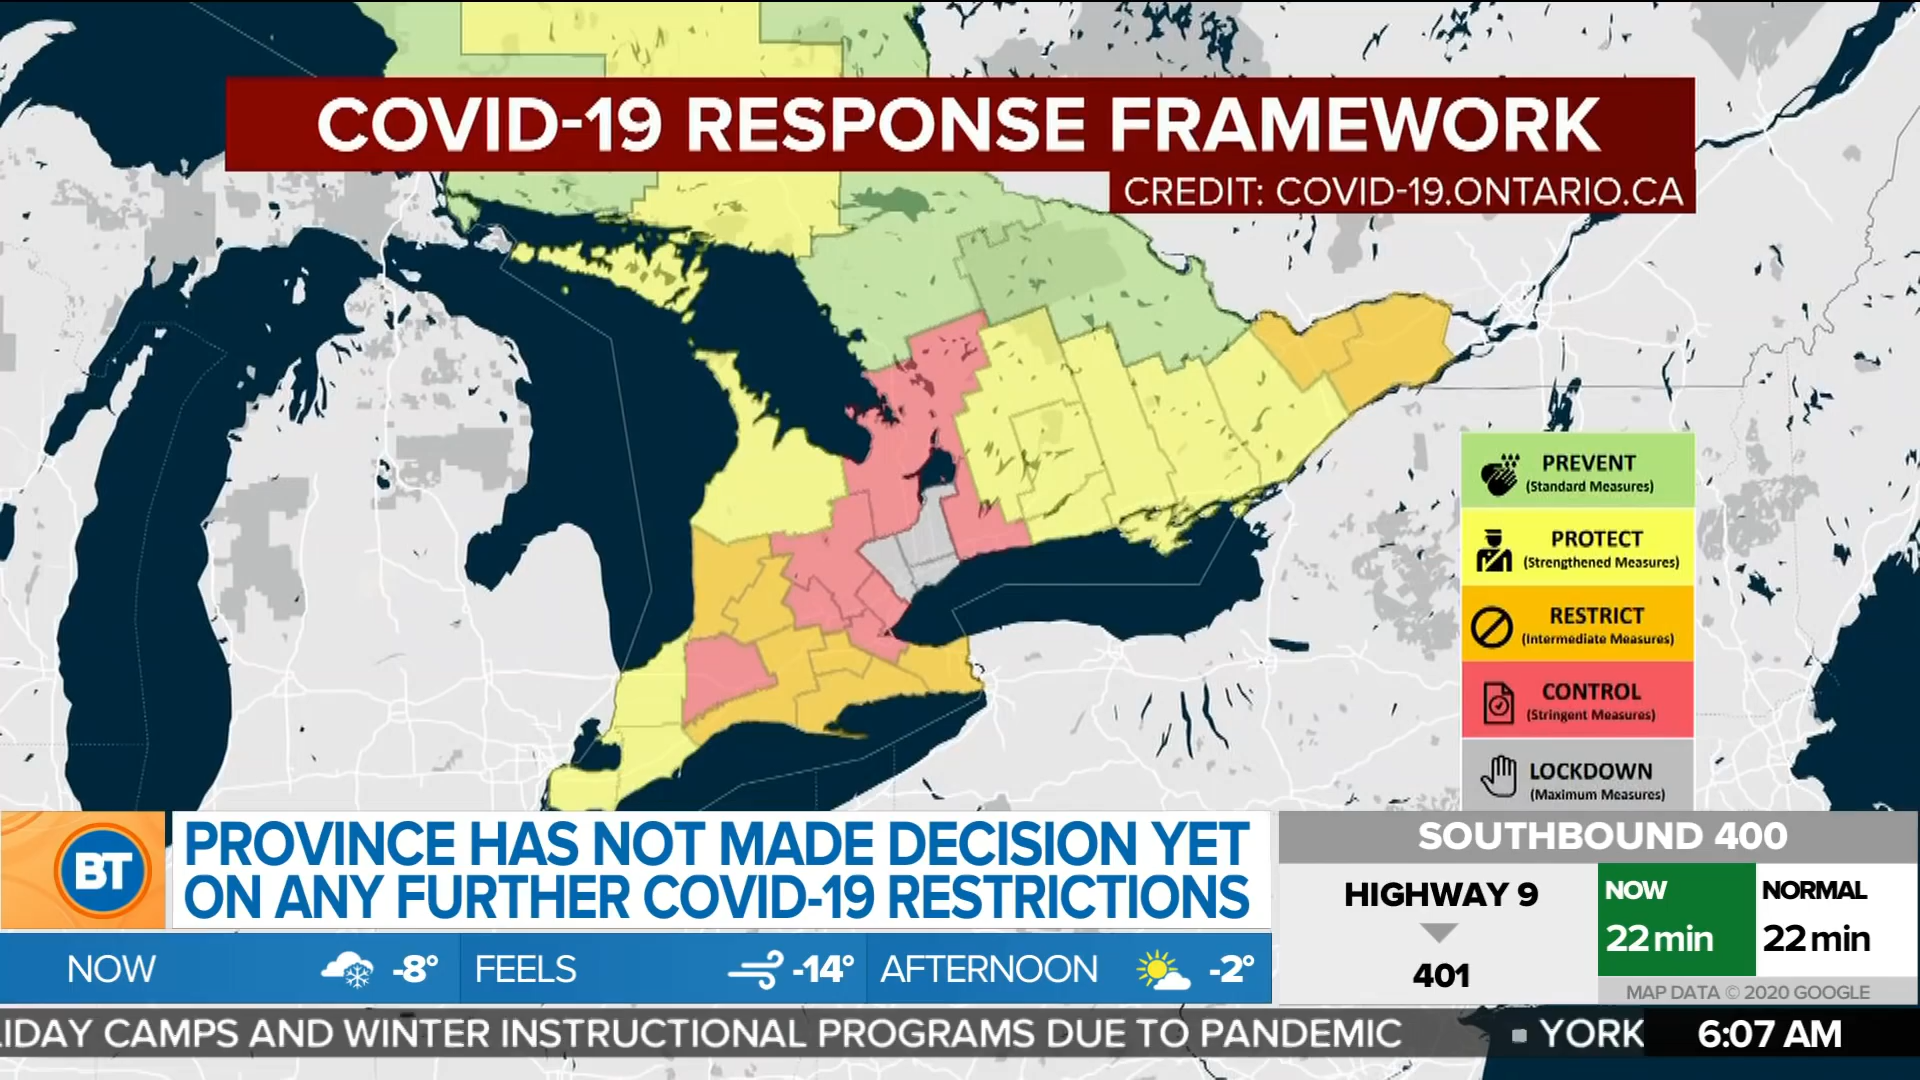 COVID-19 RESPONSE FRAMEWORK
CREDIT: COVID-19.ONTARIO.CA
PREVENT
(Standard Measures)
PROTECT
(Strengthened Measures)
RESTRICT
(Intermediate Measures)
CONTROL
(Stringent Measures)
LOCKDOWN
(Maximum Measures)
BT
PROVINCE HAS NOT MADE DECISION YET
ON ANY FURTHER COVID-19 RESTRICTIONS
NOW -8° FEELS -14° AFTERNOON -2°
SOUTHBOUND 400
HIGHWAY 9
401
NOW
22 min
NORMAL
22 min
MAP DATA © 2020 GOOGLE
LIDAY CAMPS AND WINTER INSTRUCTIONAL PROGRAMS DUE TO PANDEMIC ▪ YORK
6:07 AM